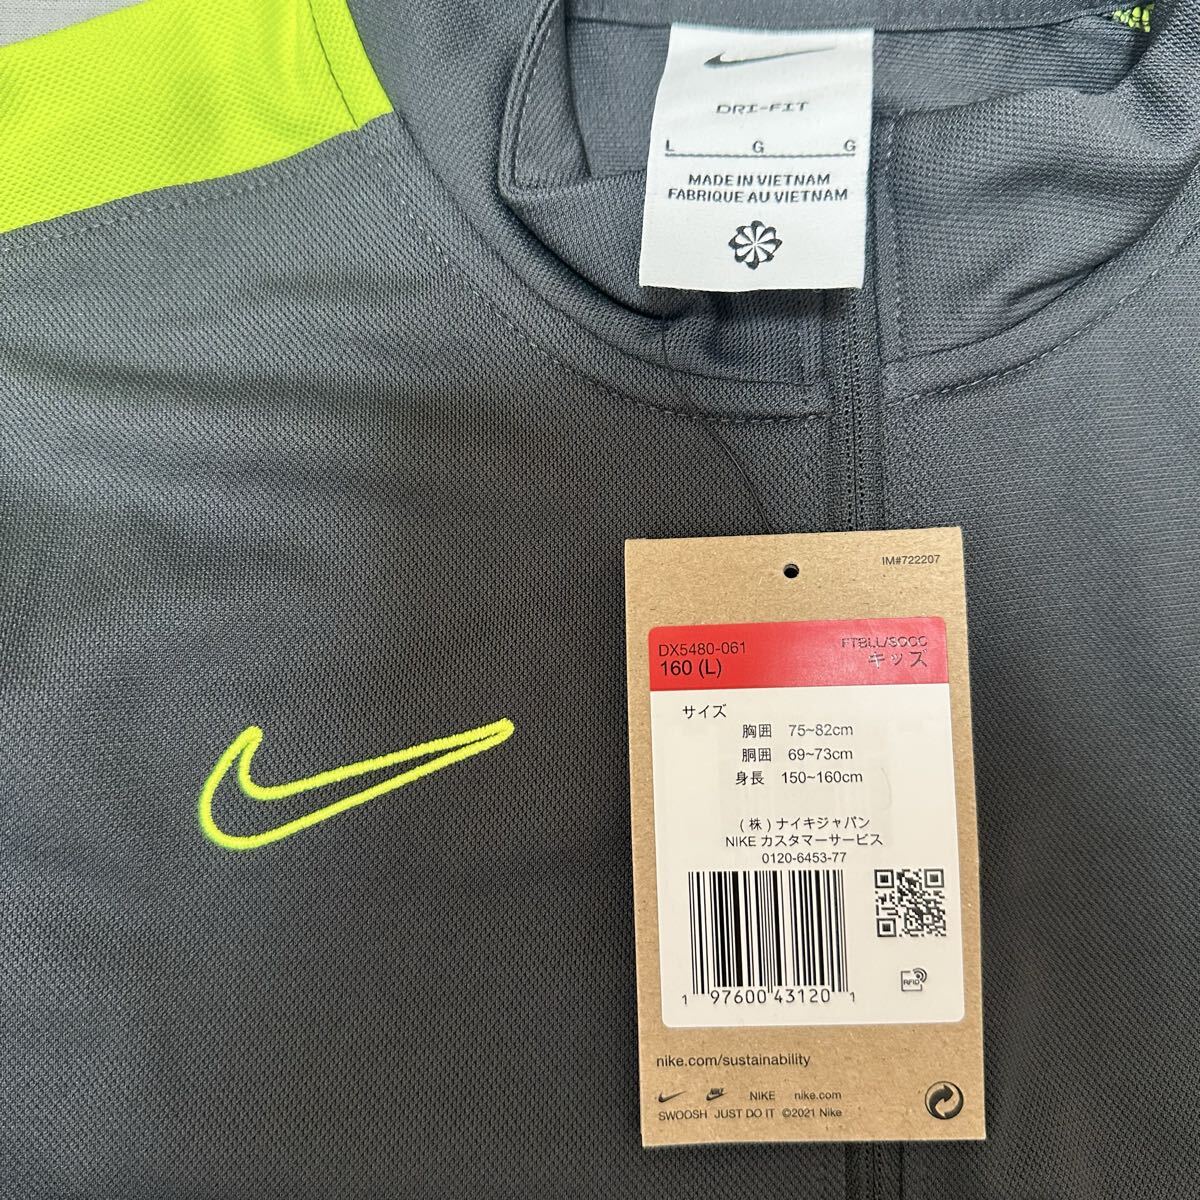 DRI-FIT
L G G
MADE IN VIETNAM
FABRIQUE AU VIETNAM
IM#722207
DX5480-061 FTBLL/SOCC
160 (L) キッズ
サイズ
胸囲 75~82cm
胴囲 69~73cm
身長 150~160cm
(株)ナイキジャパン
NIKE カスタマーサービス
0120-6453-77
1 97600 43120 1
RFID
nike.com/sustainability
NIKE nike.com
SWOOSH JUST DO IT ©2021 Nike